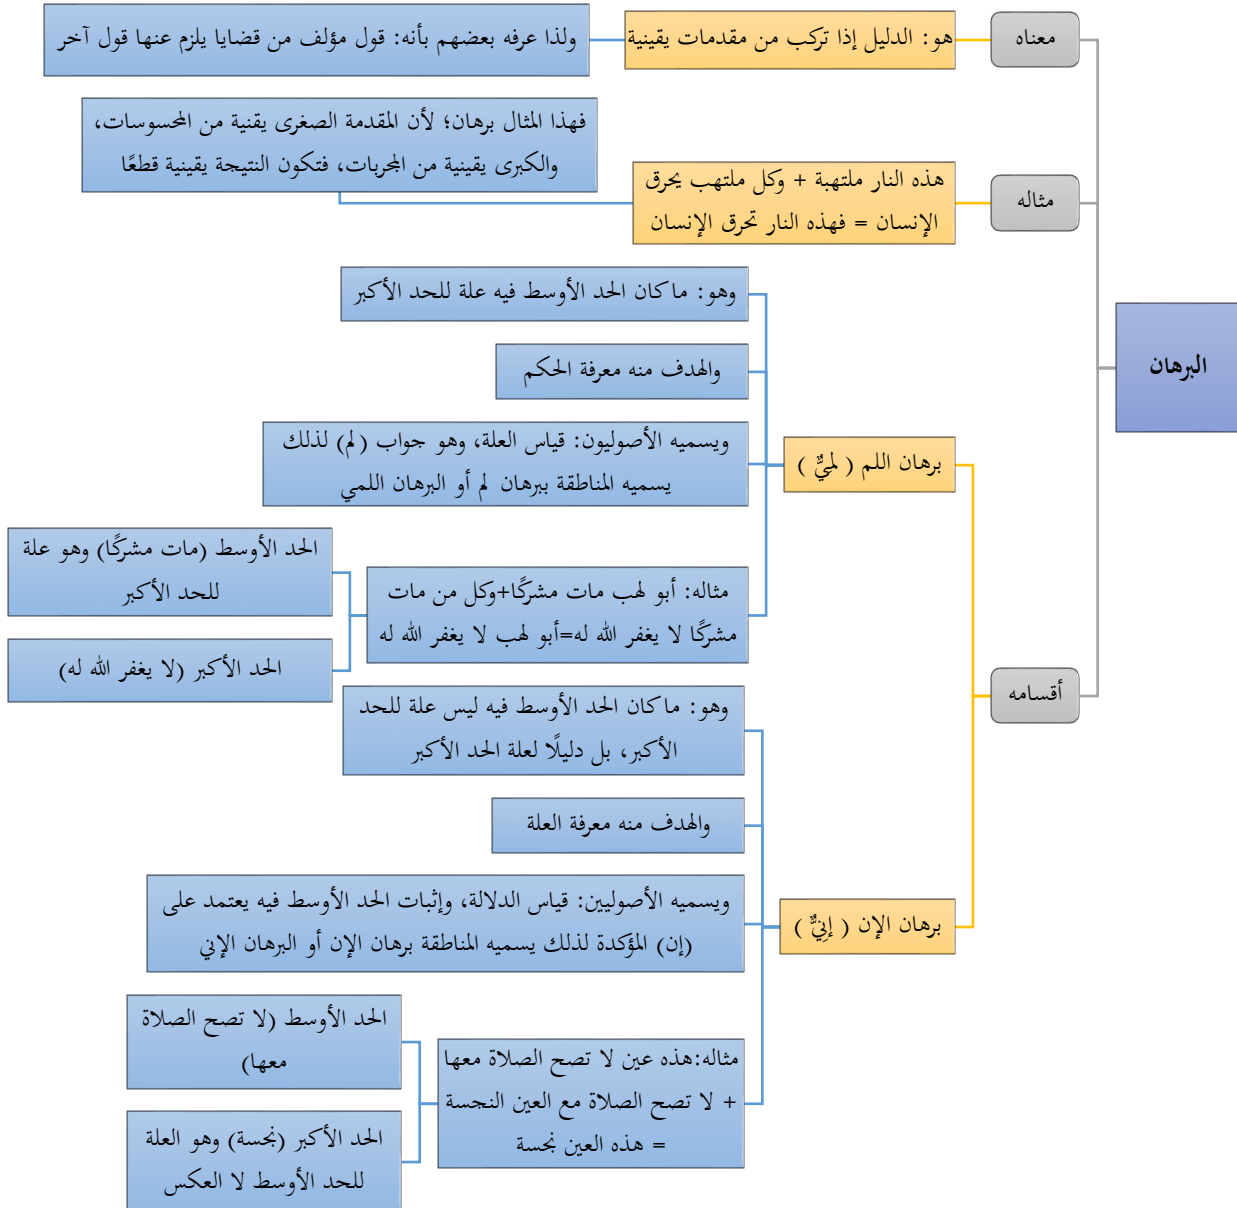 البرهان
معناه
هو: الدليل إذا تركب من مقدمات يقينية
ولذا عرفه بعضهم بأنه: قول مؤلف من قضايا يلزم عنها قول آخر
مثاله
هذه النار ملتهبة + وكل ملتهب يحرق
الإنسان = فهذه النار تحرق الإنسان
فهذا المثال برهان؛ لأن المقدمة الصغرى يقنية من المحسوسات،
والكبرى يقينية من المجربات، فتكون النتيجة يقينية قطعًا
أقسامه
برهان اللم ( لميٌّ )
وهو: ماكان الحد الأوسط فيه علة للحد الأكبر
والهدف منه معرفة الحكم
ويسميه الأصوليون: قياس العلة، وهو جواب (لم) لذلك
يسميه المناطقة ببرهان لم أو البرهان اللمي
مثاله: أبو لهب مات مشركًا+وكل من مات
مشركًا لا يغفر الله له=أبو لهب لا يغفر الله له
الحد الأوسط (مات مشركًا) وهو علة
للحد الأكبر
الحد الأكبر (لا يغفر الله له)
برهان الإن ( إنيٌّ )
وهو: ماكان الحد الأوسط فيه ليس علة للحد
الأكبر، بل دليلًا لعلة الحد الأكبر
والهدف منه معرفة العلة
ويسميه الأصوليين: قياس الدلالة، وإثبات الحد الأوسط فيه يعتمد على
(إن) المؤكدة لذلك يسميه المناطقة برهان الإن أو البرهان الإني
مثاله:هذه عين لا تصح الصلاة معها
+ لا تصح الصلاة مع العين النجسة
= هذه العين نجسة
الحد الأوسط (لا تصح الصلاة
معها)
الحد الأكبر (نجسة) وهو العلة
للحد الأوسط لا العكس